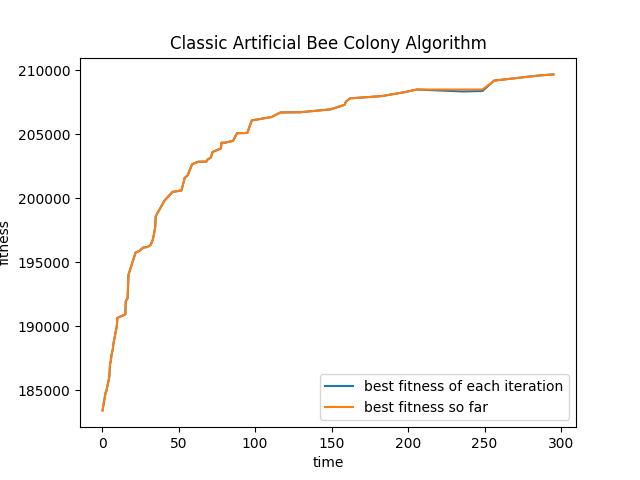 Classic Artificial Bee Colony Algorithm
210000
205000
200000
195000
190000
185000
fitness
0 50 100 150 200 250 300
time
best fitness of each iteration
best fitness so far